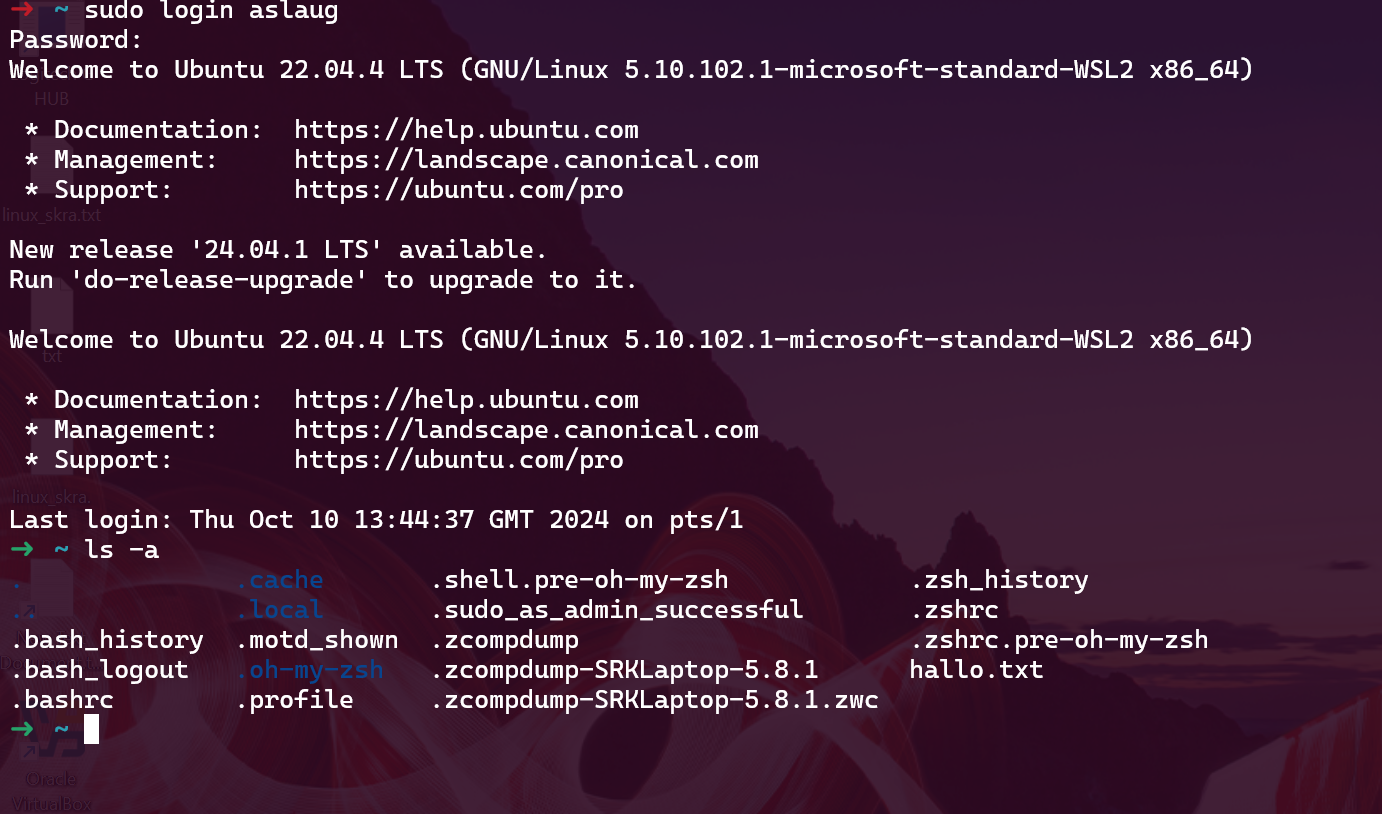 ➜ ~ sudo login aslaug
Password:
Welcome to Ubuntu 22.04.4 LTS (GNU/Linux 5.10.102.1-microsoft-standard-WSL2 x86_64)
HUB
* Documentation: https://help.ubuntu.com
* Management: https://landscape.canonical.com
* Support: https://ubuntu.com/pro
linux_skra.txt
New release '24.04.1 LTS' available.
Run 'do-release-upgrade' to upgrade to it.
Welcome to Ubuntu 22.04.4 LTS (GNU/Linux 5.10.102.1-microsoft-standard-WSL2 x86_64)
txt
* Documentation: https://help.ubuntu.com
* Management: https://landscape.canonical.com
* Support: https://ubuntu.com/pro
linux_skra.
Last login: Thu Oct 10 13:44:37 GMT 2024 on pts/1
➜ ~ ls -a
. .cache .shell.pre-oh-my-zsh .zsh_history
.. .local .sudo_as_admin_successful .zshrc
.bash_history .motd_shown .zcompdump .zshrc.pre-oh-my-zsh
.bash_logout .oh-my-zsh .zcompdump-SRKLaptop-5.8.1 hallo.txt
.bashrc .profile .zcompdump-SRKLaptop-5.8.1.zwc
➜ ~
Oracle
VirtualBox